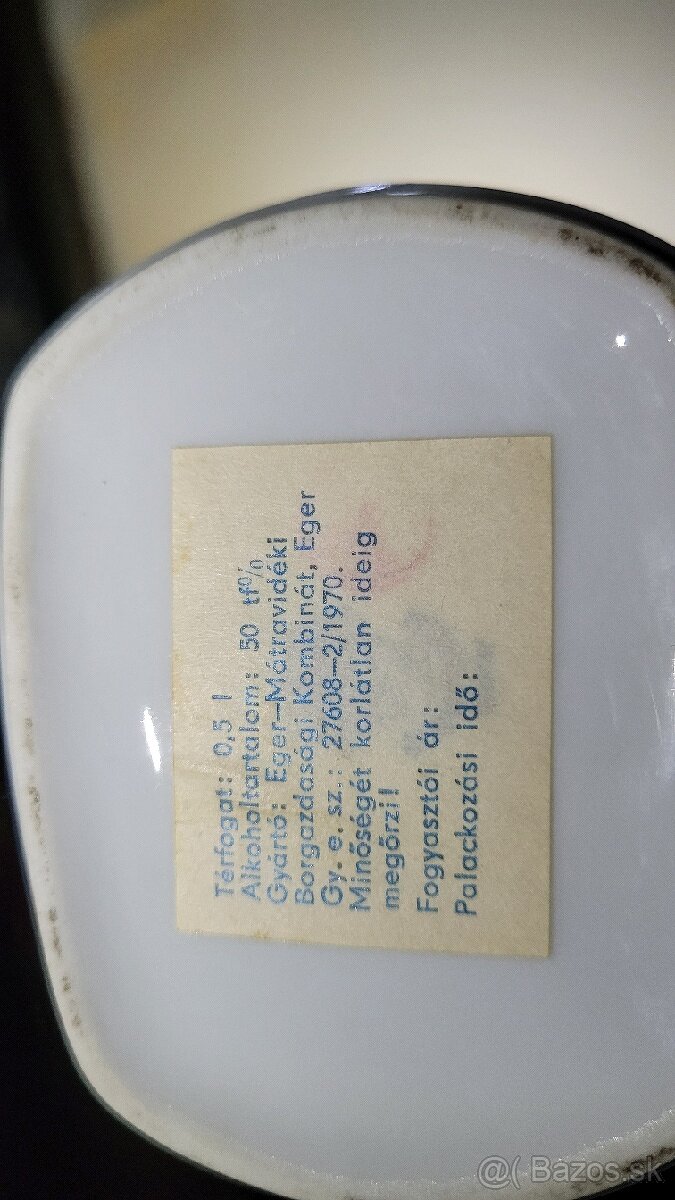 Térfogat: 0,5 l
Alkoholtartalom: 50 tf%
Gyártó: Eger—Mátravidéki
Borgazdasági Kombinát, Eger
Gy. e. sz.: 27608—2/1970.
Minőségét korlátlan ideig
megőrzi!
Fogyasztói ár:
Palackozási idő:
@( Bazos.sk